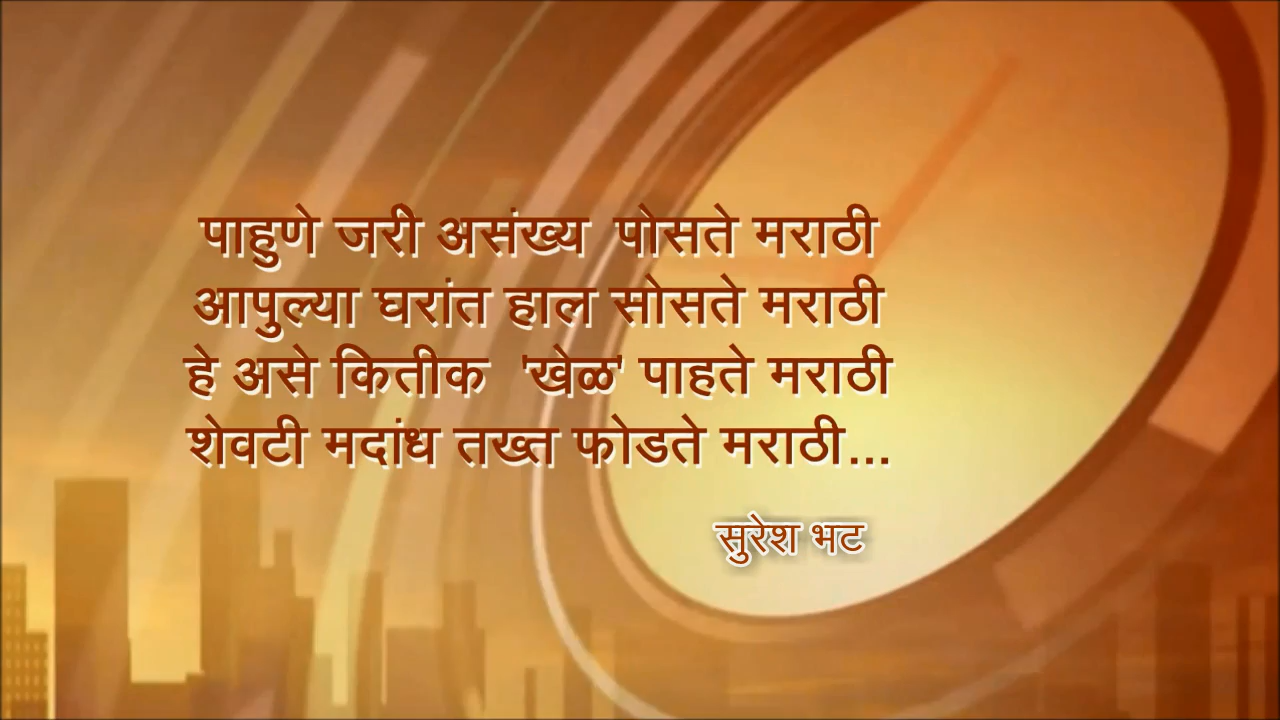 पाहुणे जरी असंख्य पोसते मराठी
आपुल्या घरांत हाल सोसते मराठी
हे असे कितीक 'खेळ' पाहते मराठी
शेवटी मदांध तख्त फोडते मराठी...
सुरेश भट